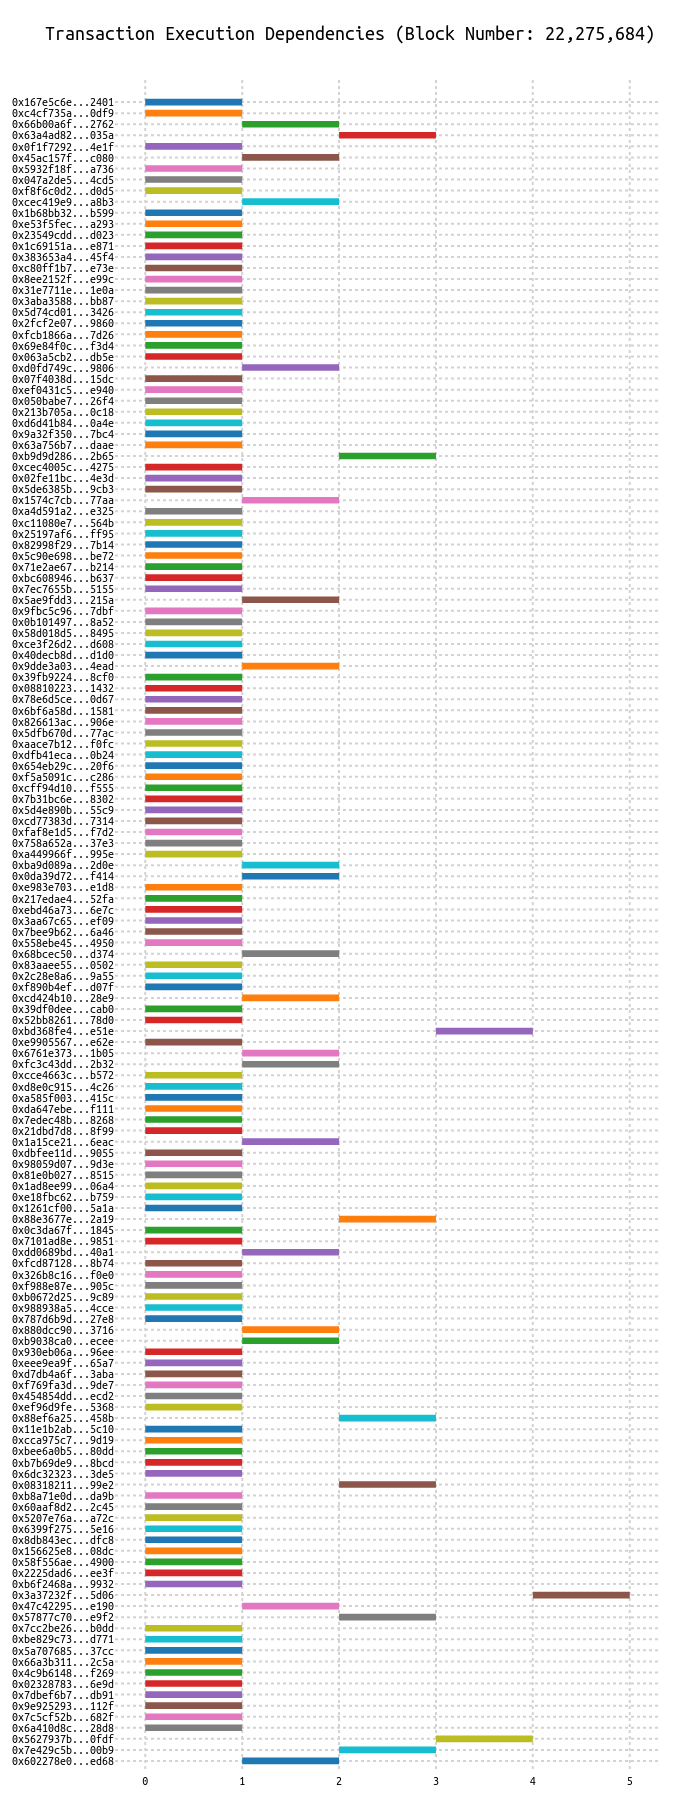 Transaction Execution Dependencies (Block Number: 22,275,684)
0x167e5c6e...2401
0xc4cf735a...0df9
0x66b00a6f...2762
0x63a4ad82...035a
0x0f1f7292...4e1f
0x45ac157f...c080
0x5932f18f...a736
0x047a2de5...4cd5
0xf8f6c0d2...d0d5
0xcec419e9...a8b3
0x1b68bb32...b599
0xe53f5fec...a293
0x23549cdd...d023
0x1c69151a...e871
0x383653a4...45f4
0xc80ff1b7...e73e
0x8ee2152f...e99c
0x31e7711e...1e0a
0x3aba3588...bb87
0x5d74cd01...3426
0x2fcf2e07...9860
0xfcb1866a...7d26
0x69e84f0c...f3d4
0x063a5cb2...db5e
0xd0fd749c...9806
0x07f4038d...15dc
0xef0431c5...e940
0x050babe7...26f4
0x213b705a...0c18
0xd6d41b84...0a4e
0x9a32f350...7bc4
0x63a756b7...daae
0xb9d9d286...2b65
0xcec4005c...4275
0x02fe11bc...4e3d
0x5de6385b...9cb3
0x1574c7cb...77aa
0xa4d591a2...e325
0xc11080e7...564b
0x25197af6...ff95
0x82998f29...7b14
0x5c90e698...be72
0x71e2ae67...b214
0xbc608946...b637
0x7ec7655b...5155
0x5ae9fdd3...215a
0x9fbc5c96...7dbf
0x0b101497...8a52
0x58d018d5...8495
0xce3f26d2...d608
0x40decb8d...d1d0
0x9dde3a03...4ead
0x39fb9224...8cf0
0x08810223...1432
0x78e6d5ce...0d67
0x6bf6a58d...1581
0x826613ac...906e
0x5dfb670d...77ac
0xaace7b12...f0fc
0xdfb41eca...0b24
0x654eb29c...20f6
0xf5a5091c...c286
0xcff94d10...f555
0x7b31bc6e...8302
0x5d4e890b...55c9
0xcd77383d...7314
0xfaf8e1d5...f7d2
0x758a652a...37e3
0xa449966f...995e
0xba9d089a...2d0e
0x0da39d72...f414
0xe983e703...e1d8
0x217edae4...52fa
0xebd46a73...6e7c
0x3aa67c65...ef09
0x7bee9b62...6a46
0x558ebe45...4950
0x68bcec50...d374
0x83aaee55...0502
0x2c28e8a6...9a55
0xf890b4ef...d07f
0xcd424b10...28e9
0x39df0dee...cab0
0x52bb8261...78d0
0xbd368fe4...e51e
0xe9905567...e62e
0x6761e373...1b05
0xfc3c43dd...2b32
0xcce4663c...b572
0xd8e0c915...4c26
0xa585f003...415c
0xda647ebe...f111
0x7edec48b...8268
0x21dbd7d8...8f99
0x1a15ce21...6eac
0xdbfee11d...9055
0x98059d07...9d3e
0x81e0b027...8515
0x1ad8ee99...06a4
0xe18fbc62...b759
0x1261cf00...5a1a
0x88e3677e...2a19
0x0c3da67f...1845
0x7101ad8e...9851
0xdd0689bd...40a1
0xfcd87128...8b74
0x326b8c16...f0e0
0xf988e87e...905c
0xb0672d25...9c89
0x988938a5...4cce
0x787d6b9d...27e8
0x880dcc90...3716
0xb9038ca0...ecee
0x930eb06a...96ee
0xeee9ea9f...65a7
0xd7db4a6f...3aba
0xf769fa3d...9de7
0x454854dd...ecd2
0xef96d9fe...5368
0x88ef6a25...458b
0x11e1b2ab...5c10
0xcca975c7...9d19
0xbee6a0b5...80dd
0xb7b69de9...8bcd
0x6dc32323...3de5
0x08318211...99e2
0xb8a71e0d...da9b
0x60aaf8d2...2c45
0x5207e76a...a72c
0x6399f275...5e16
0x8db843ec...dfc8
0x156625e8...08dc
0x58f556ae...4900
0x2225dad6...ee3f
0xb6f2468a...9932
0x3a37232f...5d06
0x47c42295...e190
0x57877c70...e9f2
0x7cc2be26...b0dd
0xbe829c73...d771
0x5a707685...37cc
0x66a3b311...2c5a
0x4c9b6148...f269
0x02328783...6e9d
0x7dbef6b7...db91
0x9e925293...112f
0x7c5cf52b...682f
0x6a410d8c...28d8
0x5627937b...0fdf
0x7e429c5b...00b9
0x602278e0...ed68
0 1 2 3 4 5